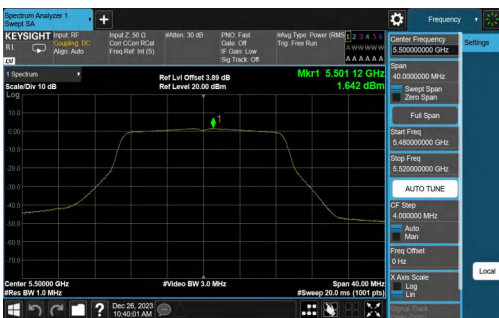 Spectrum Analyzer 1
Swept SA
Frequency
KEYSIGHT
Input: RF
Input Z: 50 Ω
#Atten: 30 dB
PNO: Fast
#Avg Type: Power (RMS)
1 2 3 4 5 6
RL
Coupling: DC
Corr CCorr RCal
Gate: Off
Trig: Free Run
Align: Auto
Freq Ref: Int (S)
IF Gain: Low
Sig Track: Off
A W W W W W
A A A A A A
LW
1 Spectrum
Scale/Div 10 dB
Log
Ref Lvl Offset 3.89 dB
Ref Level 20.00 dBm
Mkr1 5.501 12 GHz
1.642 dBm
1
10.0
0.00
-10.0
-20.0
-30.0
-40.0
-50.0
-60.0
-70.0
Center 5.50000 GHz
#Res BW 1.0 MHz
#Video BW 3.0 MHz
Span 40.00 MHz
#Sweep 20.0 ms (1001 pts)
?
Dec 26, 2023
10:40:01 AM
Center Frequency
5.500000000 GHz
Settings
Span
40.0000000 MHz
Swept Span
Zero Span
Full Span
Start Freq
5.480000000 GHz
Stop Freq
5.520000000 GHz
AUTO TUNE
CF Step
4.000000 MHz
Auto
Man
Freq Offset
0 Hz
X Axis Scale
Log
Lin
Local
Signal Track